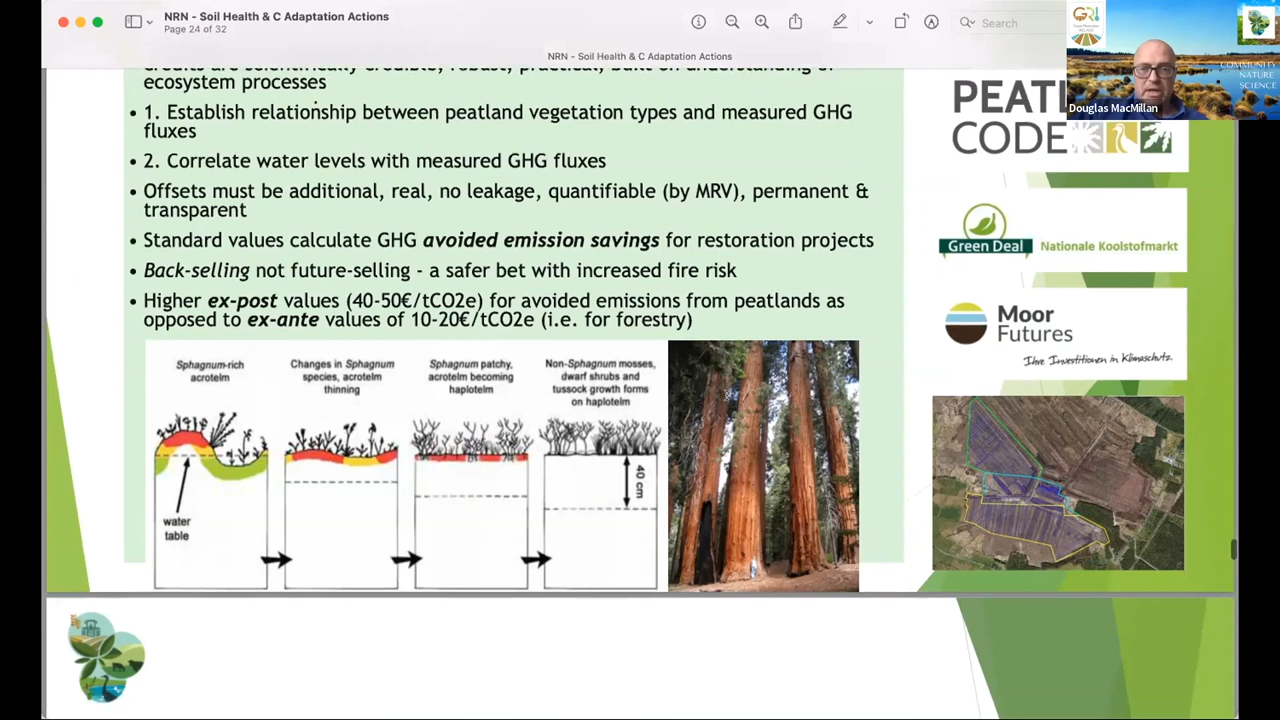 NRN - Soil Health & C Adaptation Actions
Page 24 of 32
Search
NRN - Soil Health & C Adaptation Actions
GRI
COMMUNITY
NATURE
SCIENCE
Douglas MacMillan
ecosystem processes
• 1. Establish relationship between peatland vegetation types and measured GHG
fluxes
• 2. Correlate water levels with measured GHG fluxes
• Offsets must be additional, real, no leakage, quantifiable (by MRV), permanent &
transparent
• Standard values calculate GHG avoided emission savings for restoration projects
• Back-selling not future-selling - a safer bet with increased fire risk
• Higher ex-post values (40-50€/tCO2e) for avoided emissions from peatlands as
opposed to ex-ante values of 10-20€/tCO2e (i.e. for forestry)
Sphagnum-rich
acrotelm
Changes in Sphagnum
species, acrotelm
thinning
Sphagnum patchy,
acrotelm becoming
haplotelm
Non-Sphagnum mosses,
dwarf shrubs and
tussock growth forms
on haplotelm
water
table
40 cm
PEATL
CODE
Green Deal
Nationale Koolstofmarkt
Moor
Futures
Ihre Investitionen in Klimaschutz.